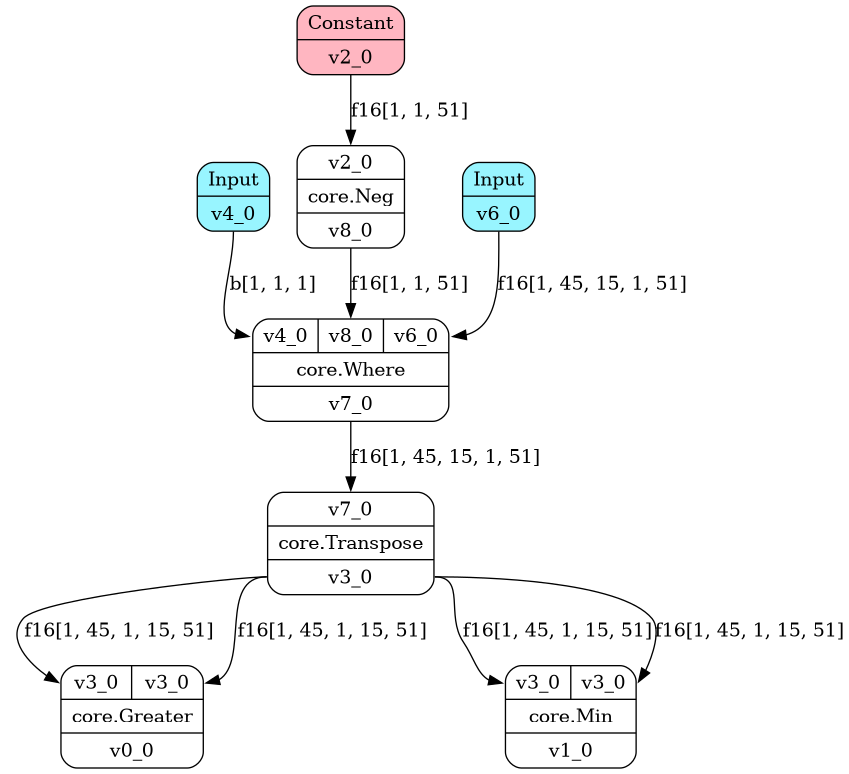 Constant
v2_0
f16[1, 1, 51]
Input
v4_0
v2_0
core.Neg
v8_0
Input
v6_0
b[1, 1, 1]
f16[1, 1, 51]
f16[1, 45, 15, 1, 51]
v4_0 v8_0 v6_0
core.Where
v7_0
f16[1, 45, 15, 1, 51]
v7_0
core.Transpose
v3_0
f16[1, 45, 1, 15, 51]
f16[1, 45, 1, 15, 51]
f16[1, 45, 1, 15, 51]
f16[1, 45, 1, 15, 51]
v3_0 v3_0
core.Greater
v0_0
v3_0 v3_0
core.Min
v1_0